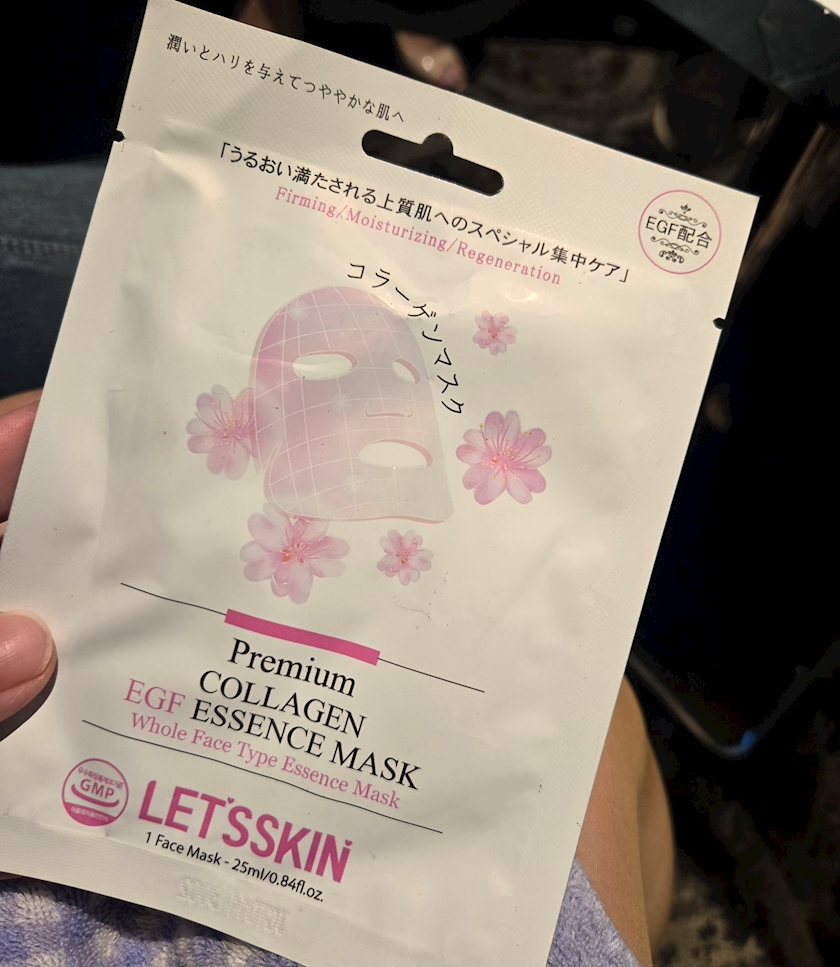 潤いとハリを与えてつややかな肌へ
「うるおい満たされる上質肌へのスペシャル集中ケア」
Firming/Moisturizing/Regeneration
EGF配合
コラーゲンマスク
Premium
COLLAGEN
EGF ESSENCE MASK
Whole Face Type Essence Mask
GMP
LET'SSKIN
1 Face Mask - 25ml/0.84fl.oz.